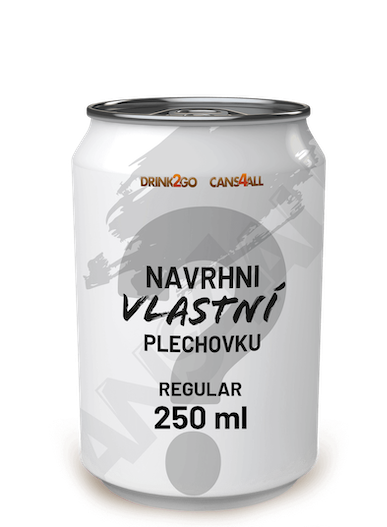 DRINK2GO CANS4ALL
NAVRHNI
VLASTNÍ
PLECHOVKU
REGULAR
250 ml